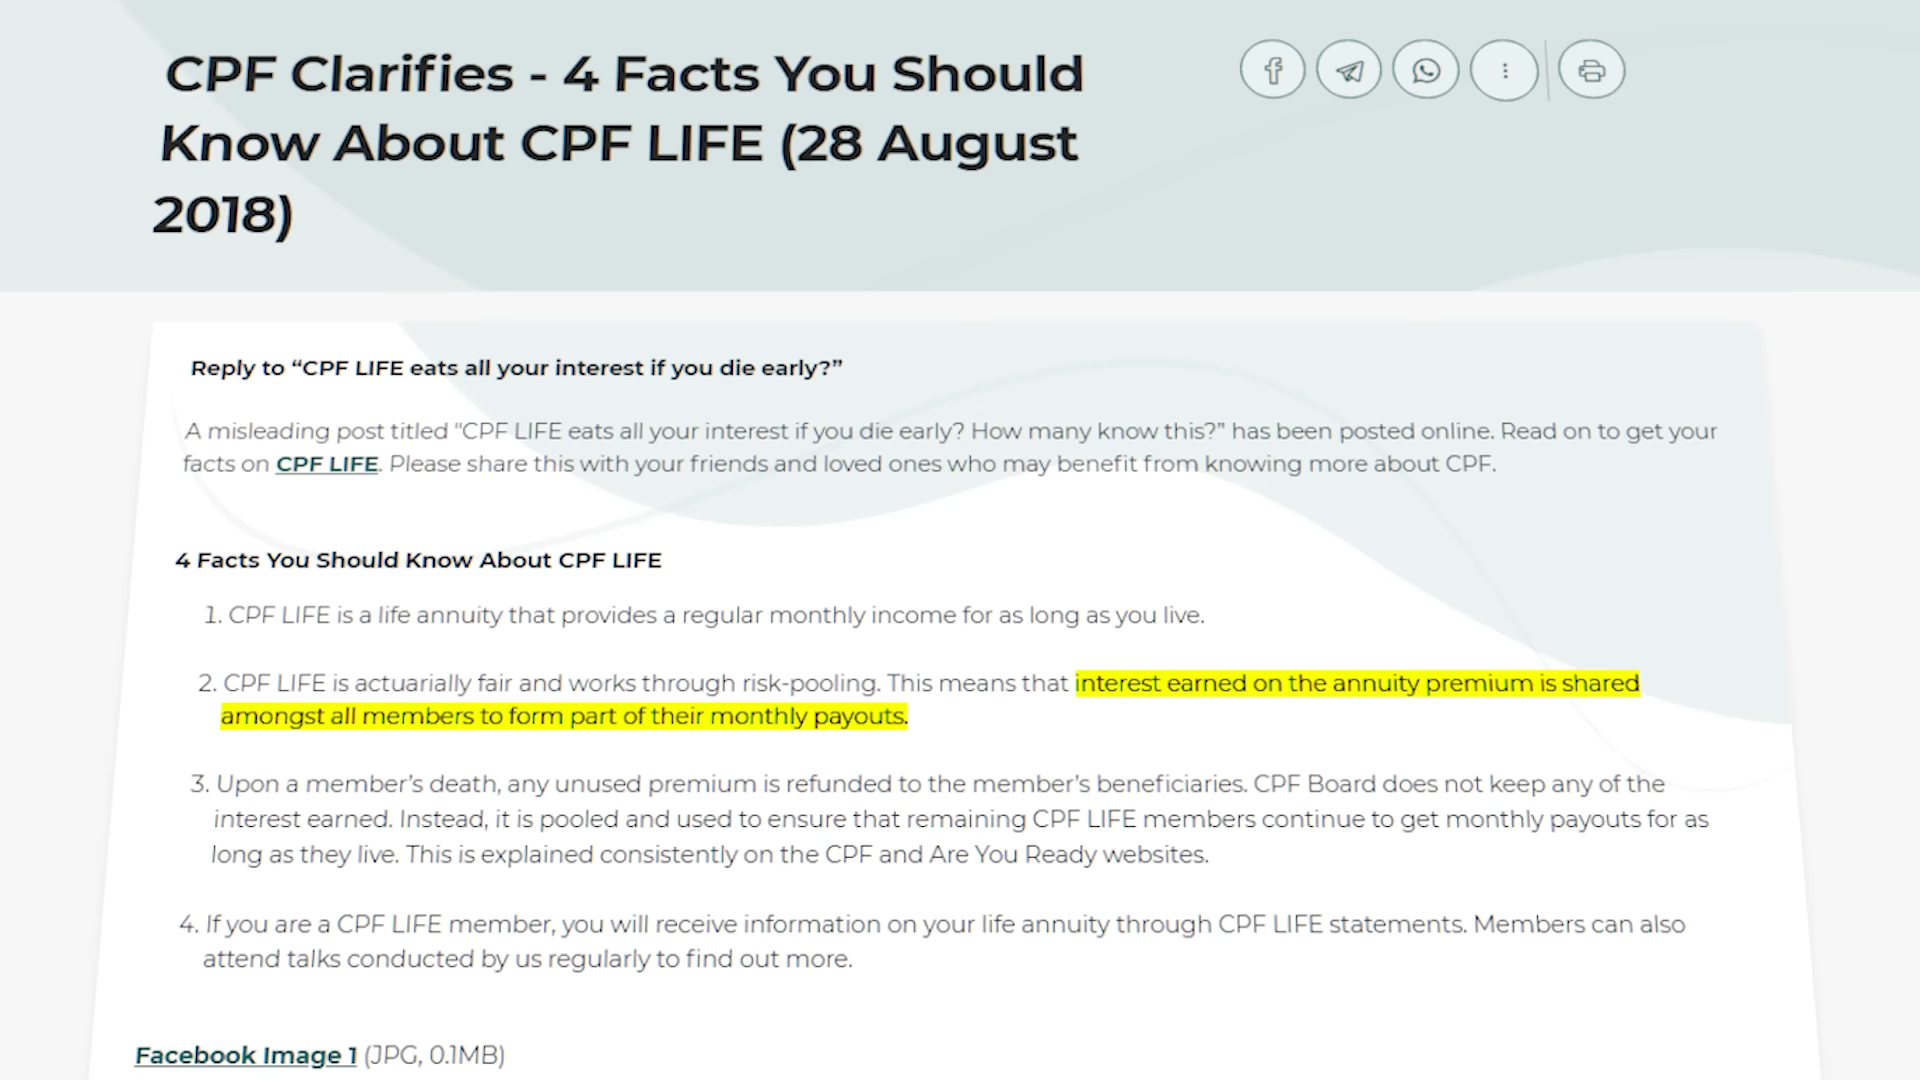 CPF Clarifies - 4 Facts You Should
Know About CPF LIFE (28 August
2018)
Reply to “CPF LIFE eats all your interest if you die early?”
A misleading post titled "CPF LIFE eats all your interest if you die early? How many know this?” has been posted online. Read on to get your
facts on CPF LIFE. Please share this with your friends and loved ones who may benefit from knowing more about CPF.
4 Facts You Should Know About CPF LIFE
1. CPF LIFE is a life annuity that provides a regular monthly income for as long as you live.
2. CPF LIFE is actuarially fair and works through risk-pooling. This means that interest earned on the annuity premium is shared
amongst all members to form part of their monthly payouts.
3. Upon a member’s death, any unused premium is refunded to the member’s beneficiaries. CPF Board does not keep any of the
interest earned. Instead, it is pooled and used to ensure that remaining CPF LIFE members continue to get monthly payouts for as
long as they live. This is explained consistently on the CPF and Are You Ready websites.
4. If you are a CPF LIFE member, you will receive information on your life annuity through CPF LIFE statements. Members can also
attend talks conducted by us regularly to find out more.
Facebook Image 1 (JPG, 0.1MB)